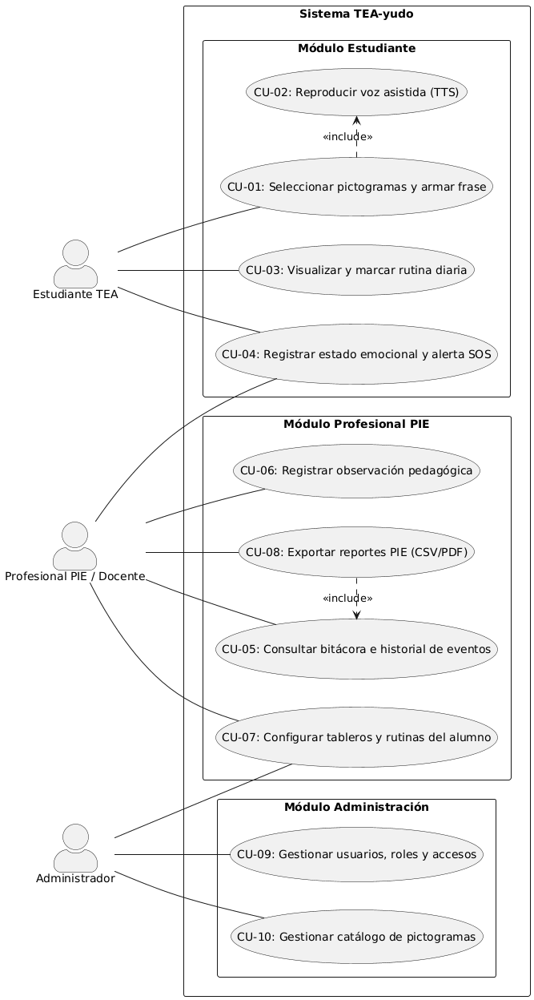 Sistema TEA-yudo
Módulo Estudiante
CU-02: Reproducir voz asistida (TTS)
«include»
CU-01: Seleccionar pictogramas y armar frase
CU-03: Visualizar y marcar rutina diaria
Estudiante TEA
CU-04: Registrar estado emocional y alerta SOS
Módulo Profesional PIE
CU-06: Registrar observación pedagógica
CU-08: Exportar reportes PIE (CSV/PDF)
Profesional PIE / Docente
«include»
CU-05: Consultar bitácora e historial de eventos
CU-07: Configurar tableros y rutinas del alumno
Módulo Administración
CU-09: Gestionar usuarios, roles y accesos
Administrador
CU-10: Gestionar catálogo de pictogramas